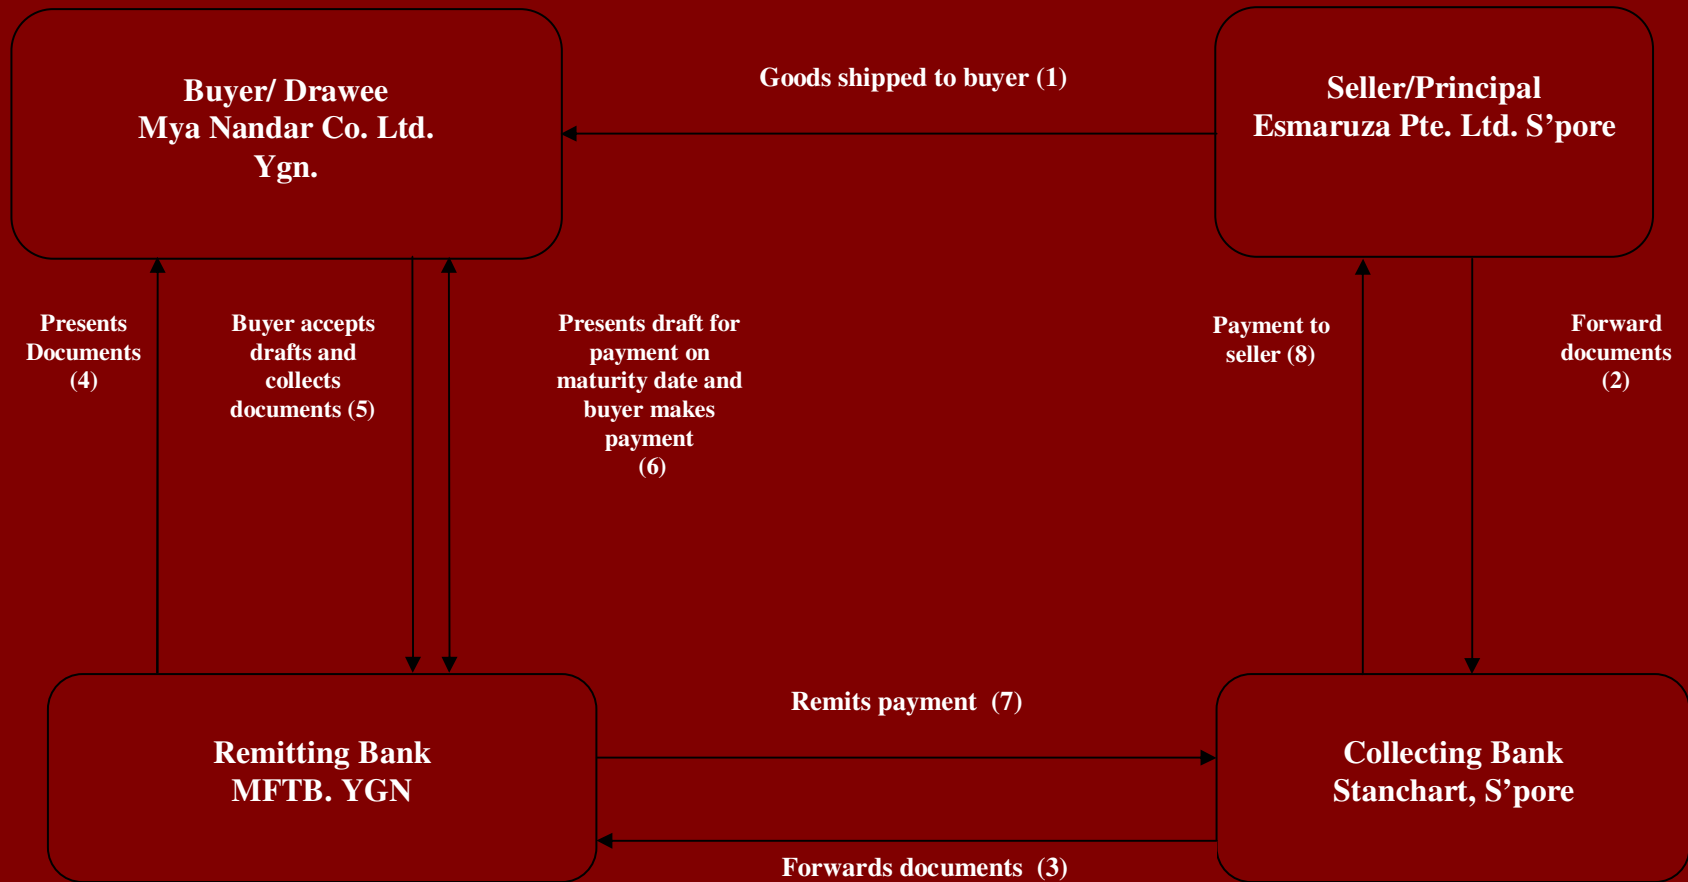 Buyer/ Drawee
Mya Nandar Co. Ltd.
Ygn.
Goods shipped to buyer (1)
Seller/Principal
Esmaruza Pte. Ltd. S’pore
Presents
Documents
(4)
Buyer accepts
drafts and
collects
documents (5)
Presents draft for
payment on
maturity date and
buyer makes
payment
(6)
Payment to
seller (8)
Forward
documents
(2)
Remitting Bank
MFTB. YGN
Remits payment (7)
Forwards documents (3)
Collecting Bank
Stanchart, S’pore